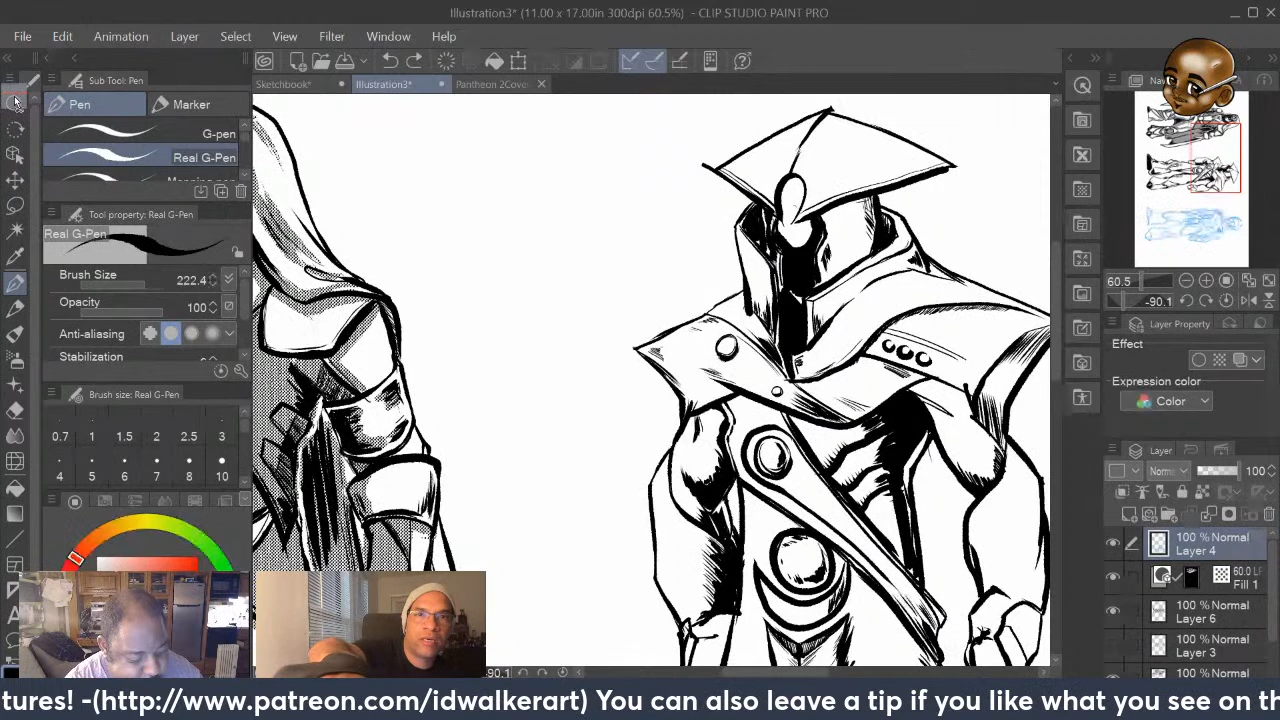 Illustration3* (11.00 x 17.00in 300dpi 60.5%) - CLIP STUDIO PAINT PRO
File Edit Animation Layer Select View Filter Window Help
Sub Tool: Pen
Sketchbook* Illustration3* Pantheon 2Cove
Pen Marker
G-pen
Real G-Pen
Tool property: Real G-Pen
Real G-Pen
Brush Size 222.4
Opacity 100
Anti-aliasing
Stabilization
Brush size: Real G-Pen
0.7 1 1.5 2 2.5 3
4 5 6 7 8 10
60.5
-90.1
Layer Property
Effect
Expression color
Color
Layer
Norm 100
100 % Normal
Layer 4
60.0
Fill 1
100 % Normal
Layer 6
100 % Normal
Layer 3
100 % Normal
-90.1
tures! -(http://www.patreon.com/idwalkerart) You can also leave a tip if you like what you see on th